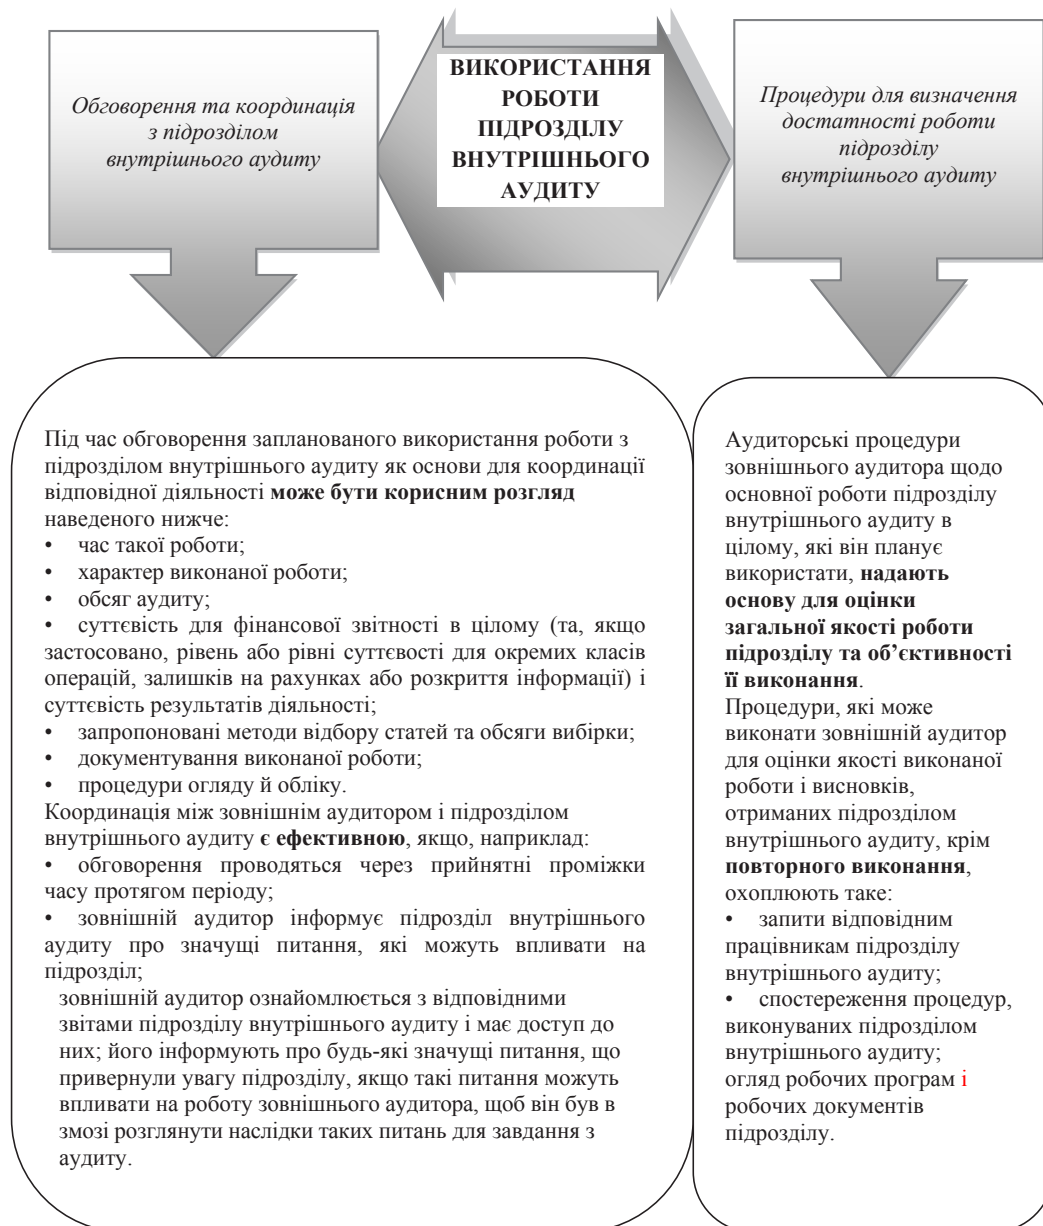 Обговорення та координація
з підрозділом
внутрішнього аудиту
ВИКОРИСТАННЯ
РОБОТИ
ПІДРОЗДІЛУ
ВНУТРІШНЬОГО
АУДИТУ
Процедури для визначення
достатності роботи
підрозділу
внутрішнього аудиту
Під час обговорення запланованого використання роботи з
підрозділом внутрішнього аудиту як основи для координації
відповідної діяльності може бути корисним розгляд
наведеного нижче:
• час такої роботи;
• характер виконаної роботи;
• обсяг аудиту;
• суттєвість для фінансової звітності в цілому (та, якщо
застосовано, рівень або рівні суттєвості для окремих класів
операцій, залишків на рахунках або розкриття інформації) і
суттєвість результатів діяльності;
• запропоновані методи відбору статей та обсяги вибірки;
• документування виконаної роботи;
• процедури огляду й обліку.
Координація між зовнішнім аудитором і підрозділом
внутрішнього аудиту є ефективною, якщо, наприклад:
• обговорення проводяться через прийнятні проміжки
часу протягом періоду;
• зовнішній аудитор інформує підрозділ внутрішнього
аудиту про значущі питання, які можуть впливати на
підрозділ;
зовнішній аудитор ознайомлюється з відповідними
звітами підрозділу внутрішнього аудиту і має доступ до
них; його інформують про будь-які значущі питання, що
привернули увагу підрозділу, якщо такі питання можуть
впливати на роботу зовнішнього аудитора, щоб він був в
змозі розглянути наслідки таких питань для завдання з
аудиту.
Аудиторські процедури
зовнішнього аудитора щодо
основної роботи підрозділу
внутрішнього аудиту в
цілому, які він планує
використати, надають
основу для оцінки
загальної якості роботи
підрозділу та об’єктивності
її виконання.
Процедури, які може
виконати зовнішній аудитор
для оцінки якості виконаної
роботи і висновків,
отриманих підрозділом
внутрішнього аудиту, крім
повторного виконання,
охоплюють таке:
• запити відповідним
працівникам підрозділу
внутрішнього аудиту;
• спостереження процедур,
виконуваних підрозділом
внутрішнього аудиту;
огляд робочих програм і
робочих документів
підрозділу.